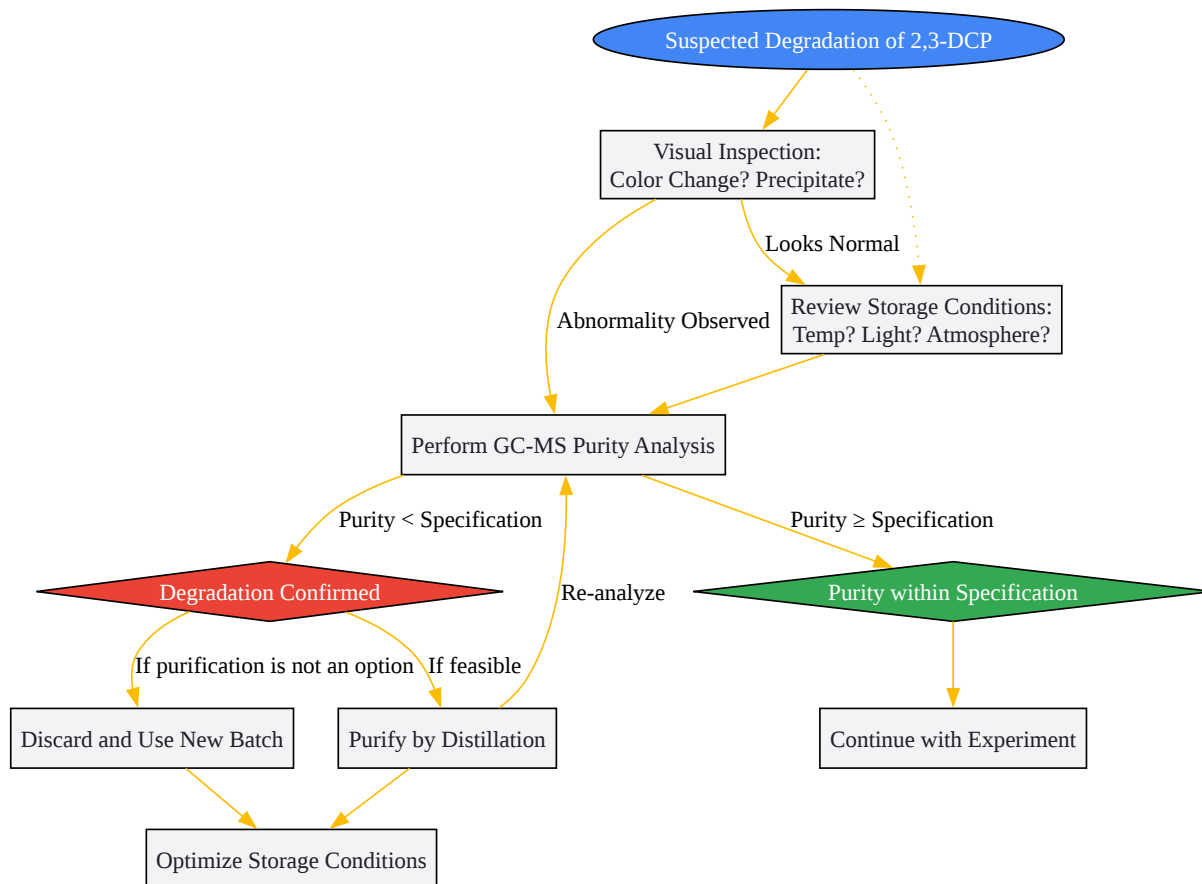 Suspected Degradation of 2,3-DCP
Visual Inspection:
Color Change? Precipitate?
Looks Normal
Review Storage Conditions:
Temp? Light? Atmosphere?
Abnormality Observed
Perform GC-MS Purity Analysis
Purity < Specification
Purity ≥ Specification
Degradation Confirmed
Re-analyze
Purity within Specification
If purification is not an option
If feasible
Discard and Use New Batch
Purify by Distillation
Continue with Experiment
Optimize Storage Conditions